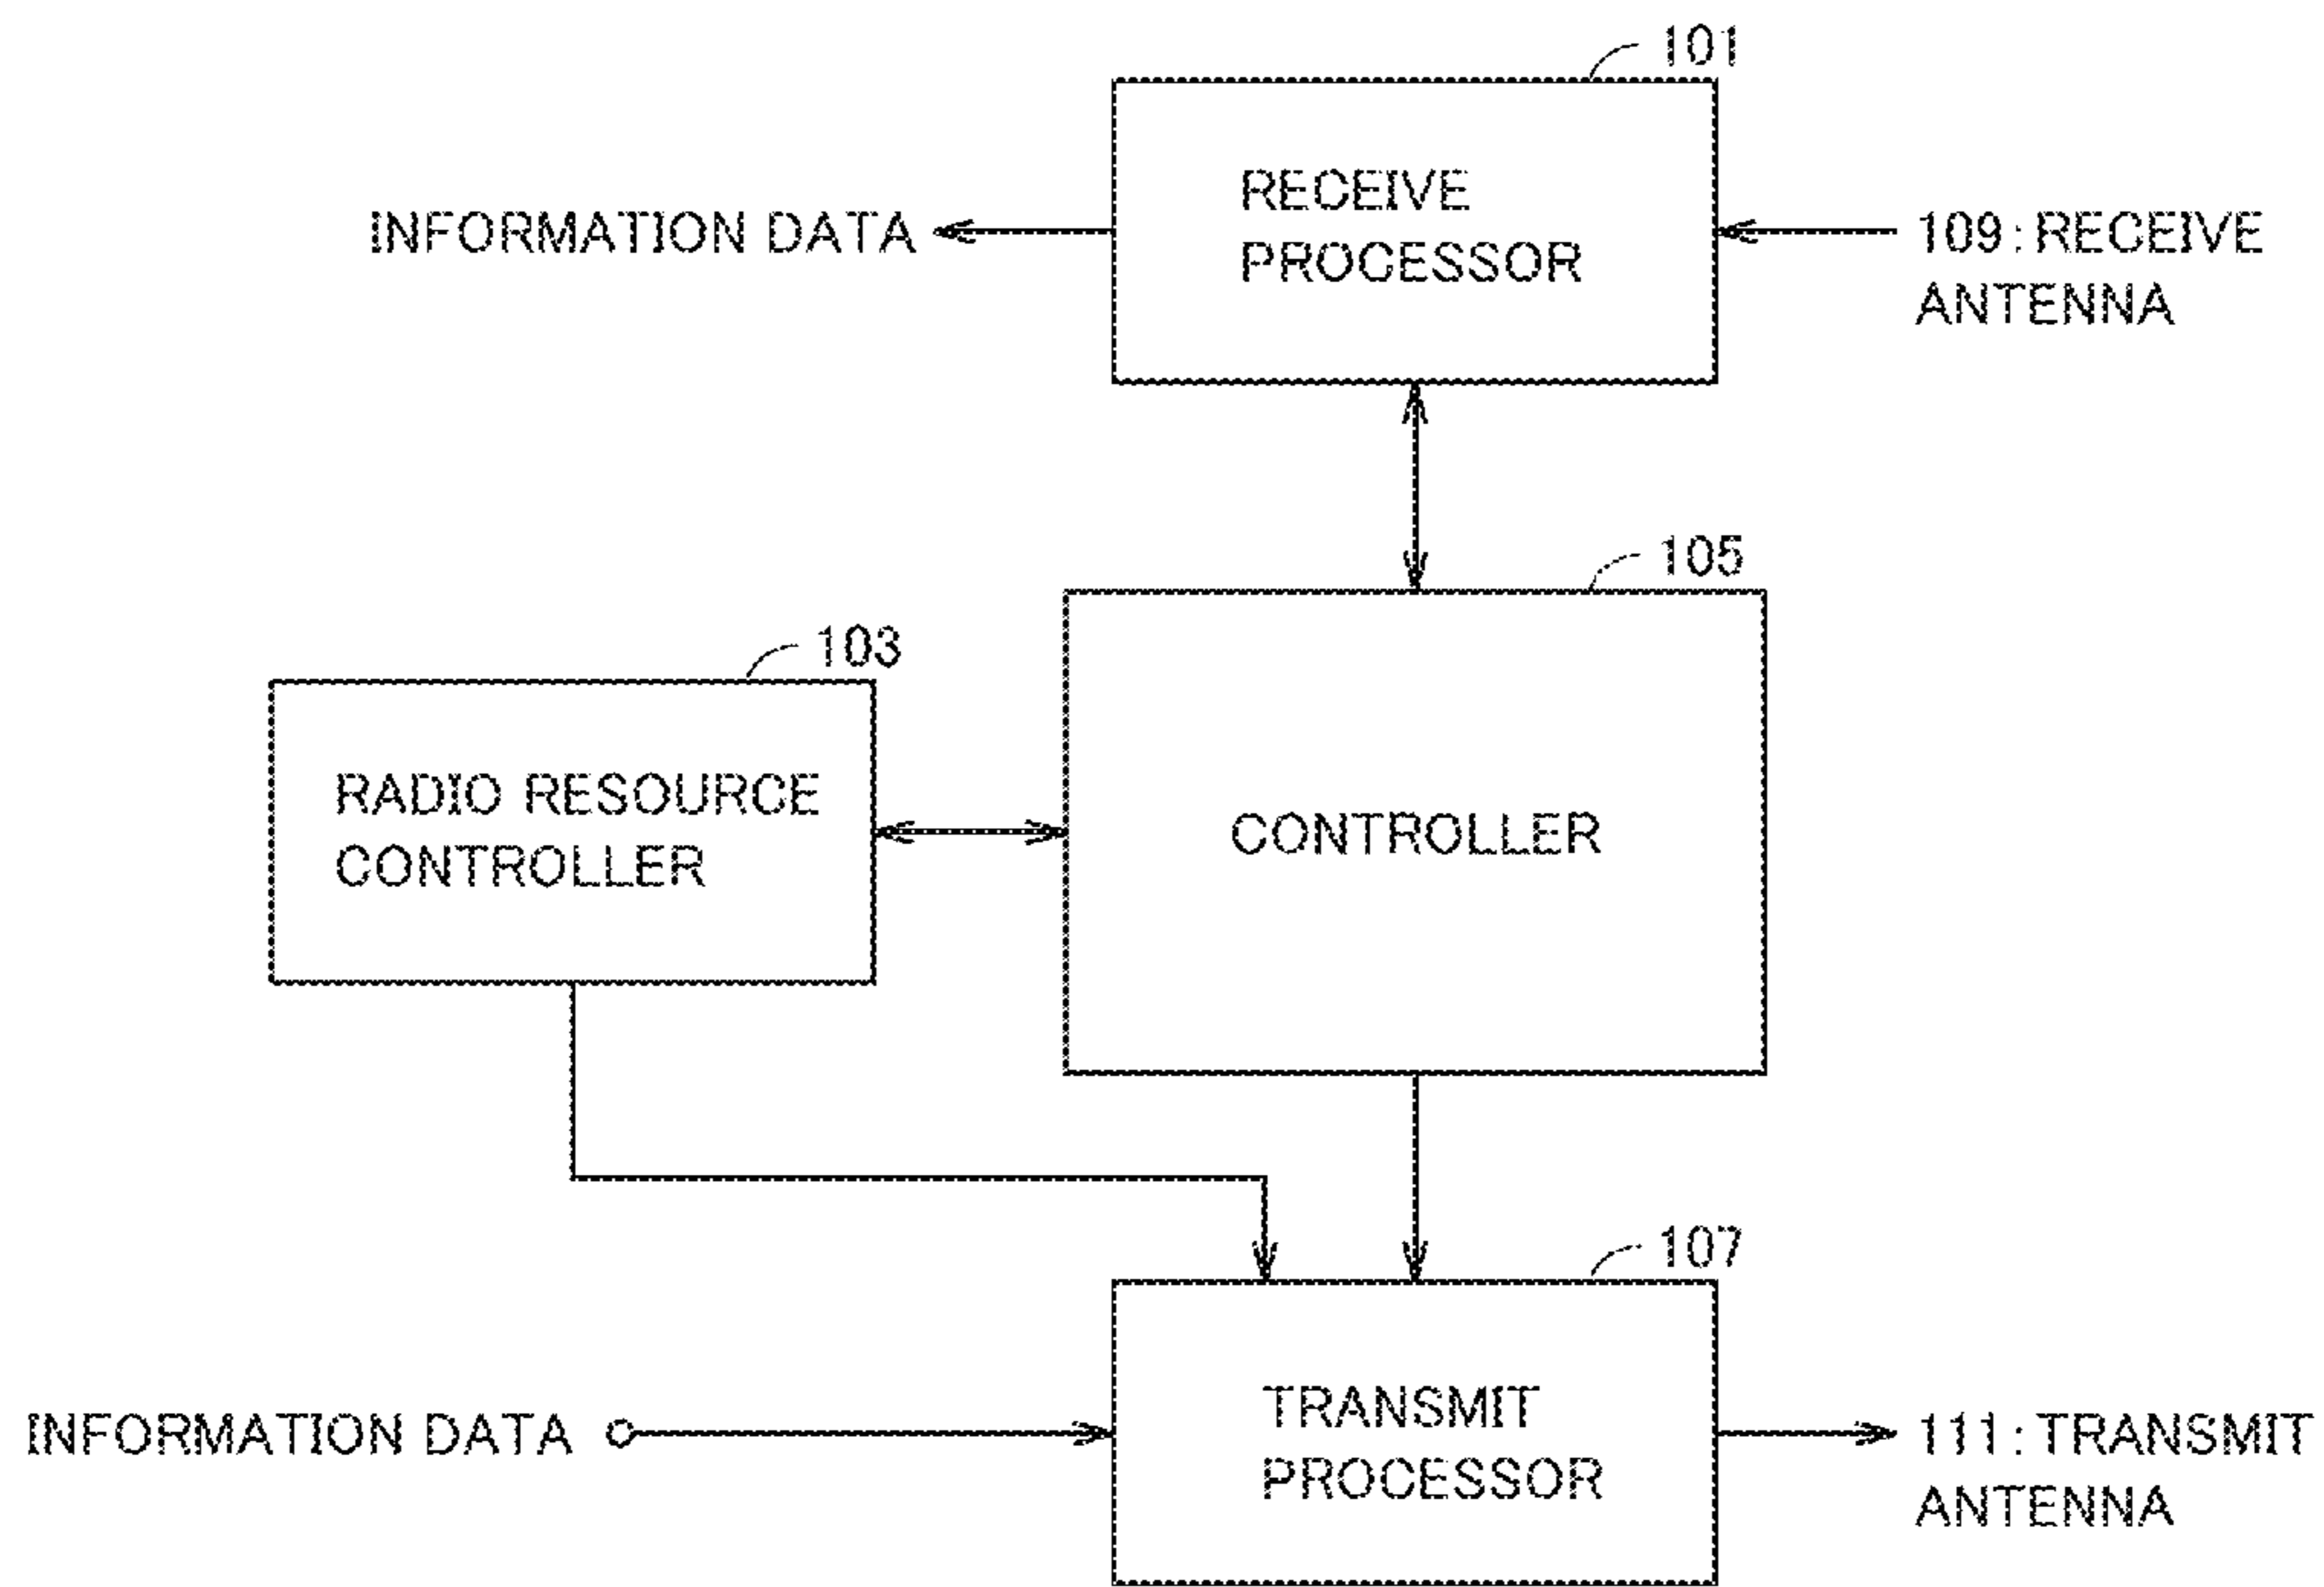 101
RECEIVE
PROCESSOR
INFORMATION DATA
109:RECEIVE
ANTENNA
105
103
RADIO RESOURCE
CONTROLLER
CONTROLLER
107
TRANSMIT
PROCESSOR
INFORMATION DATA
111:TRANSMIT
ANTENNA